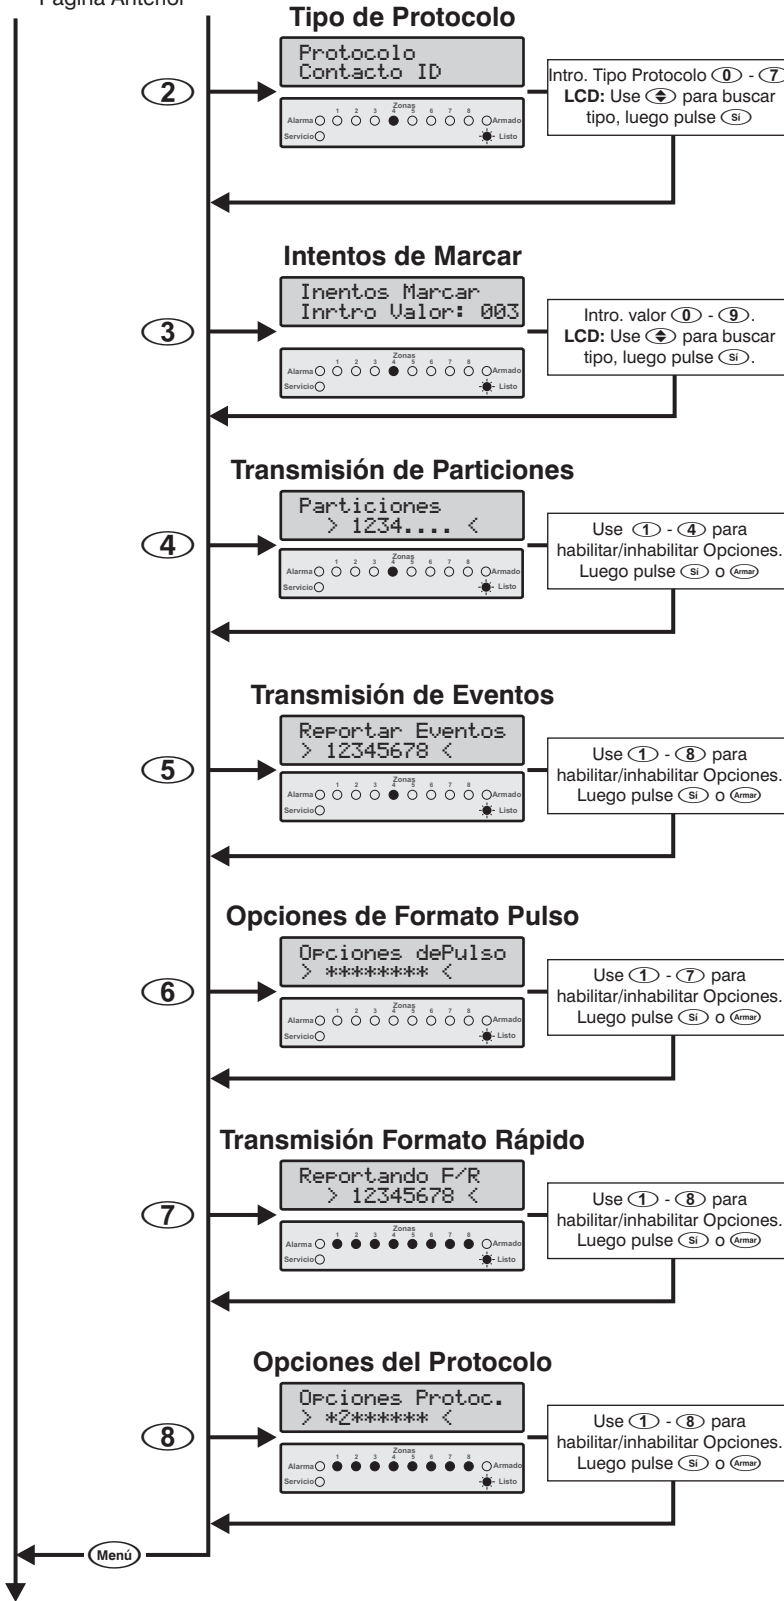 Página Anterior
Tipo de Protocolo
Protocolo
Contacto ID
2
Zonas
1 2 3 4 5 6 7 8
Alarma Armado
Servicio Listo
Intro. Tipo Protocolo 0 - 7
LCD: Use para buscar
tipo, luego pulse Sí
Intentos de Marcar
Inentos Marcar
Inrtro Valor: 003
3
Zonas
1 2 3 4 5 6 7 8
Alarma Armado
Servicio Listo
Intro. valor 0 - 9.
LCD: Use para buscar
tipo, luego pulse Sí.
Transmisión de Particiones
Particiones
> 1234.... <
4
Zonas
1 2 3 4 5 6 7 8
Alarma Armado
Servicio Listo
Use 1 - 4 para
habilitar/inhabilitar Opciones.
Luego pulse Sí o Armar
Transmisión de Eventos
Reportar Eventos
> 12345678 <
5
Zonas
1 2 3 4 5 6 7 8
Alarma Armado
Servicio Listo
Use 1 - 8 para
habilitar/inhabilitar Opciones.
Luego pulse Sí o Armar
Opciones de Formato Pulso
Opciones dePulso
> ******** <
6
Zonas
1 2 3 4 5 6 7 8
Alarma Armado
Servicio Listo
Use 1 - 7 para
habilitar/inhabilitar Opciones.
Luego pulse Sí o Armar
Transmisión Formato Rápido
Reportando F/R
> 12345678 <
7
Zonas
1 2 3 4 5 6 7 8
Alarma Armado
Servicio Listo
Use 1 - 8 para
habilitar/inhabilitar Opciones.
Luego pulse Sí o Armar
Opciones del Protocolo
Opciones Protoc.
> *2****** <
8
Zonas
1 2 3 4 5 6 7 8
Alarma Armado
Servicio Listo
Use 1 - 8 para
habilitar/inhabilitar Opciones.
Luego pulse Sí o Armar
Menú